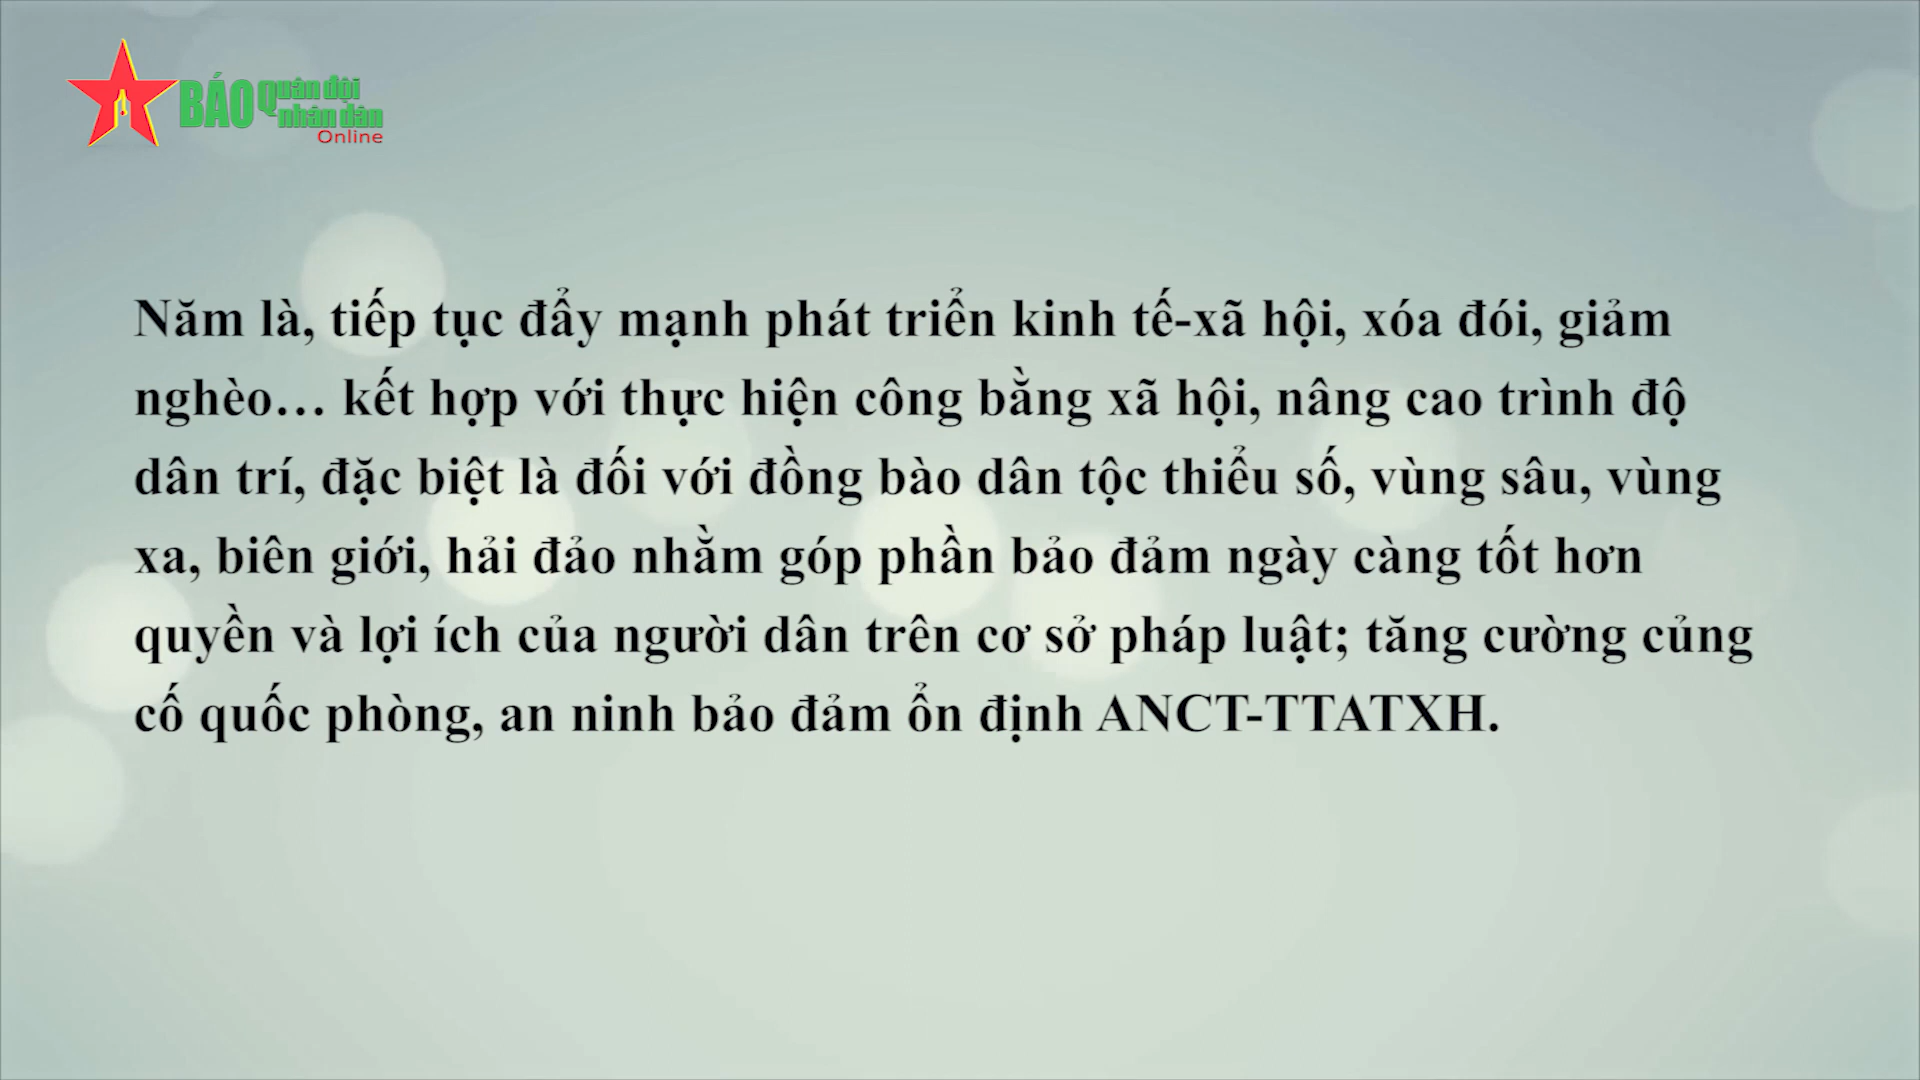 BÁO Quân đội
nhân dân
Online
Năm là, tiếp tục đẩy mạnh phát triển kinh tế-xã hội, xóa đói, giảm
nghèo… kết hợp với thực hiện công bằng xã hội, nâng cao trình độ
dân trí, đặc biệt là đối với đồng bào dân tộc thiểu số, vùng sâu, vùng
xa, biên giới, hải đảo nhằm góp phần bảo đảm ngày càng tốt hơn
quyền và lợi ích của người dân trên cơ sở pháp luật; tăng cường củng
cố quốc phòng, an ninh bảo đảm ổn định ANCT-TTATXH.